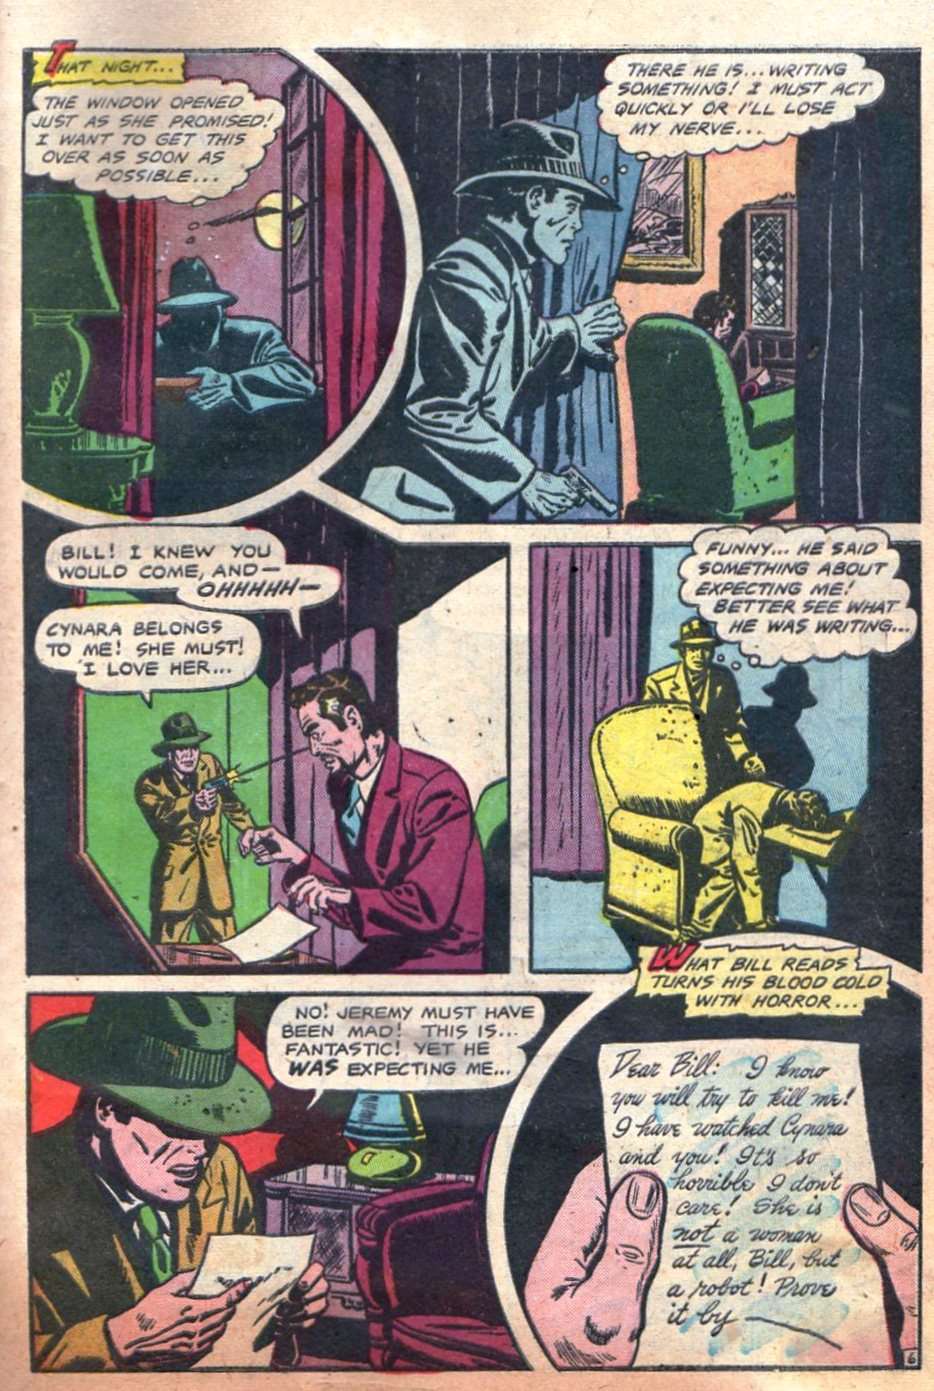 THAT NIGHT...
THE WINDOW OPENED
JUST AS SHE PROMISED!
I WANT TO GET THIS
OVER AS SOON AS
POSSIBLE...
THERE HE IS... WRITING
SOMETHING! I MUST ACT
QUICKLY OR I'LL LOSE
MY NERVE...
BILL! I KNEW YOU
WOULD COME, AND—
OHHHHH—
CYNARA BELONGS
TO ME! SHE MUST!
I LOVE HER...
FUNNY... HE SAID
SOMETHING ABOUT
EXPECTING ME!
BETTER SEE WHAT
HE WAS WRITING...
NO! JEREMY MUST HAVE
BEEN MAD! THIS IS...
FANTASTIC! YET HE
WAS EXPECTING ME...
WHAT BILL READS
TURNS HIS BLOOD COLD
WITH HORROR...
Dear Bill: I know
you will try to kill me!
I have watched Cynara
and you! It's so
horrible I don't
care! She is
not a woman
at all, Bill, but
a robot! Prove
it by —
6